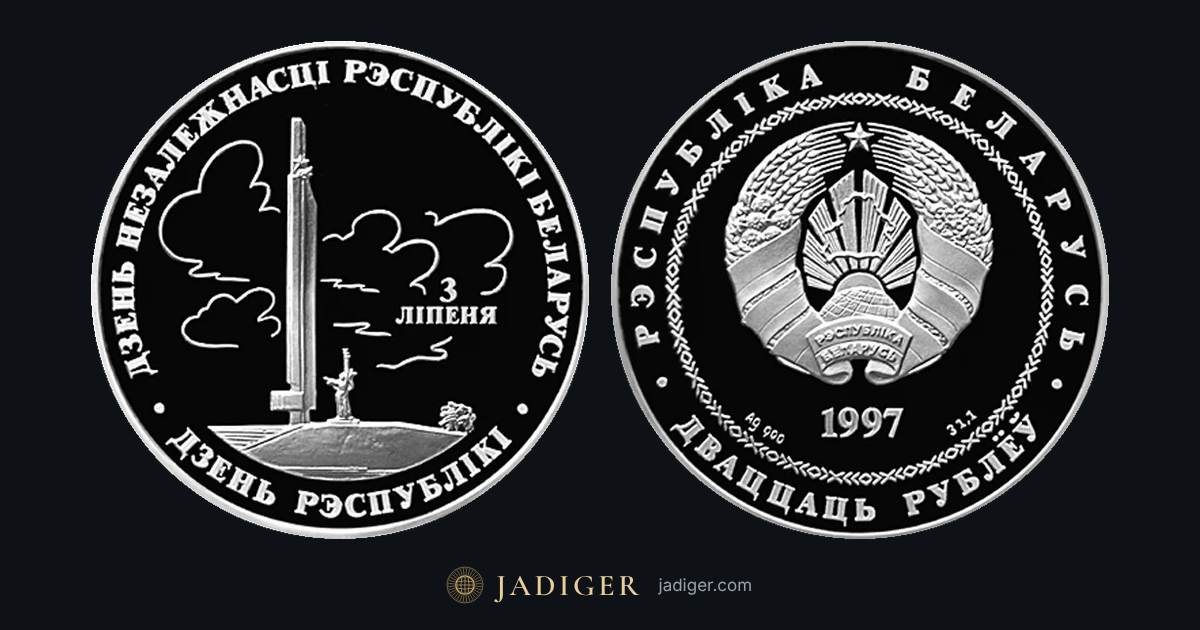 ДЗЕНЬ НЕЗАЛЕЖНАСЦІ РЭСПУБЛІКІ БЕЛАРУСЬ
3
ЛІПЕНЯ
ДЗЕНЬ РЭСПУБЛІКІ
РЭСПУБЛІКА БЕЛАРУСЬ
РЭСПУБЛІКА
БЕЛАРУСЬ
1997
Ag 900
31,1
ДВАЦЦАЦЬ РУБЛЁЎ
JADIGER
jadiger.com